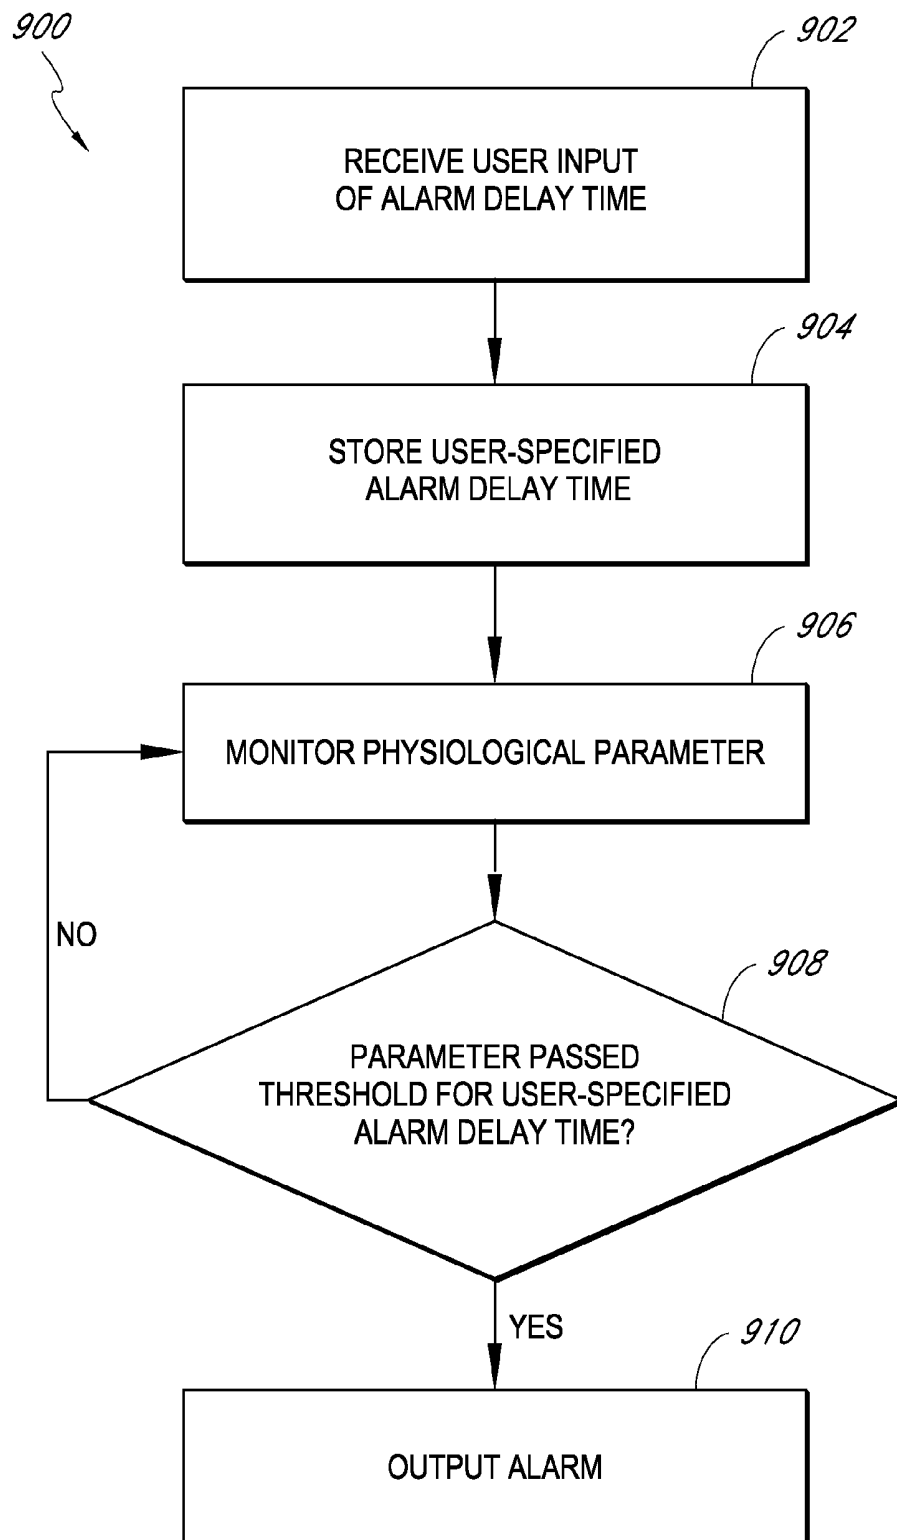 900
902
RECEIVE USER INPUT
OF ALARM DELAY TIME
904
STORE USER-SPECIFIED
ALARM DELAY TIME
906
MONITOR PHYSIOLOGICAL PARAMETER
NO
908
PARAMETER PASSED
THRESHOLD FOR USER-SPECIFIED
ALARM DELAY TIME?
YES
910
OUTPUT ALARM